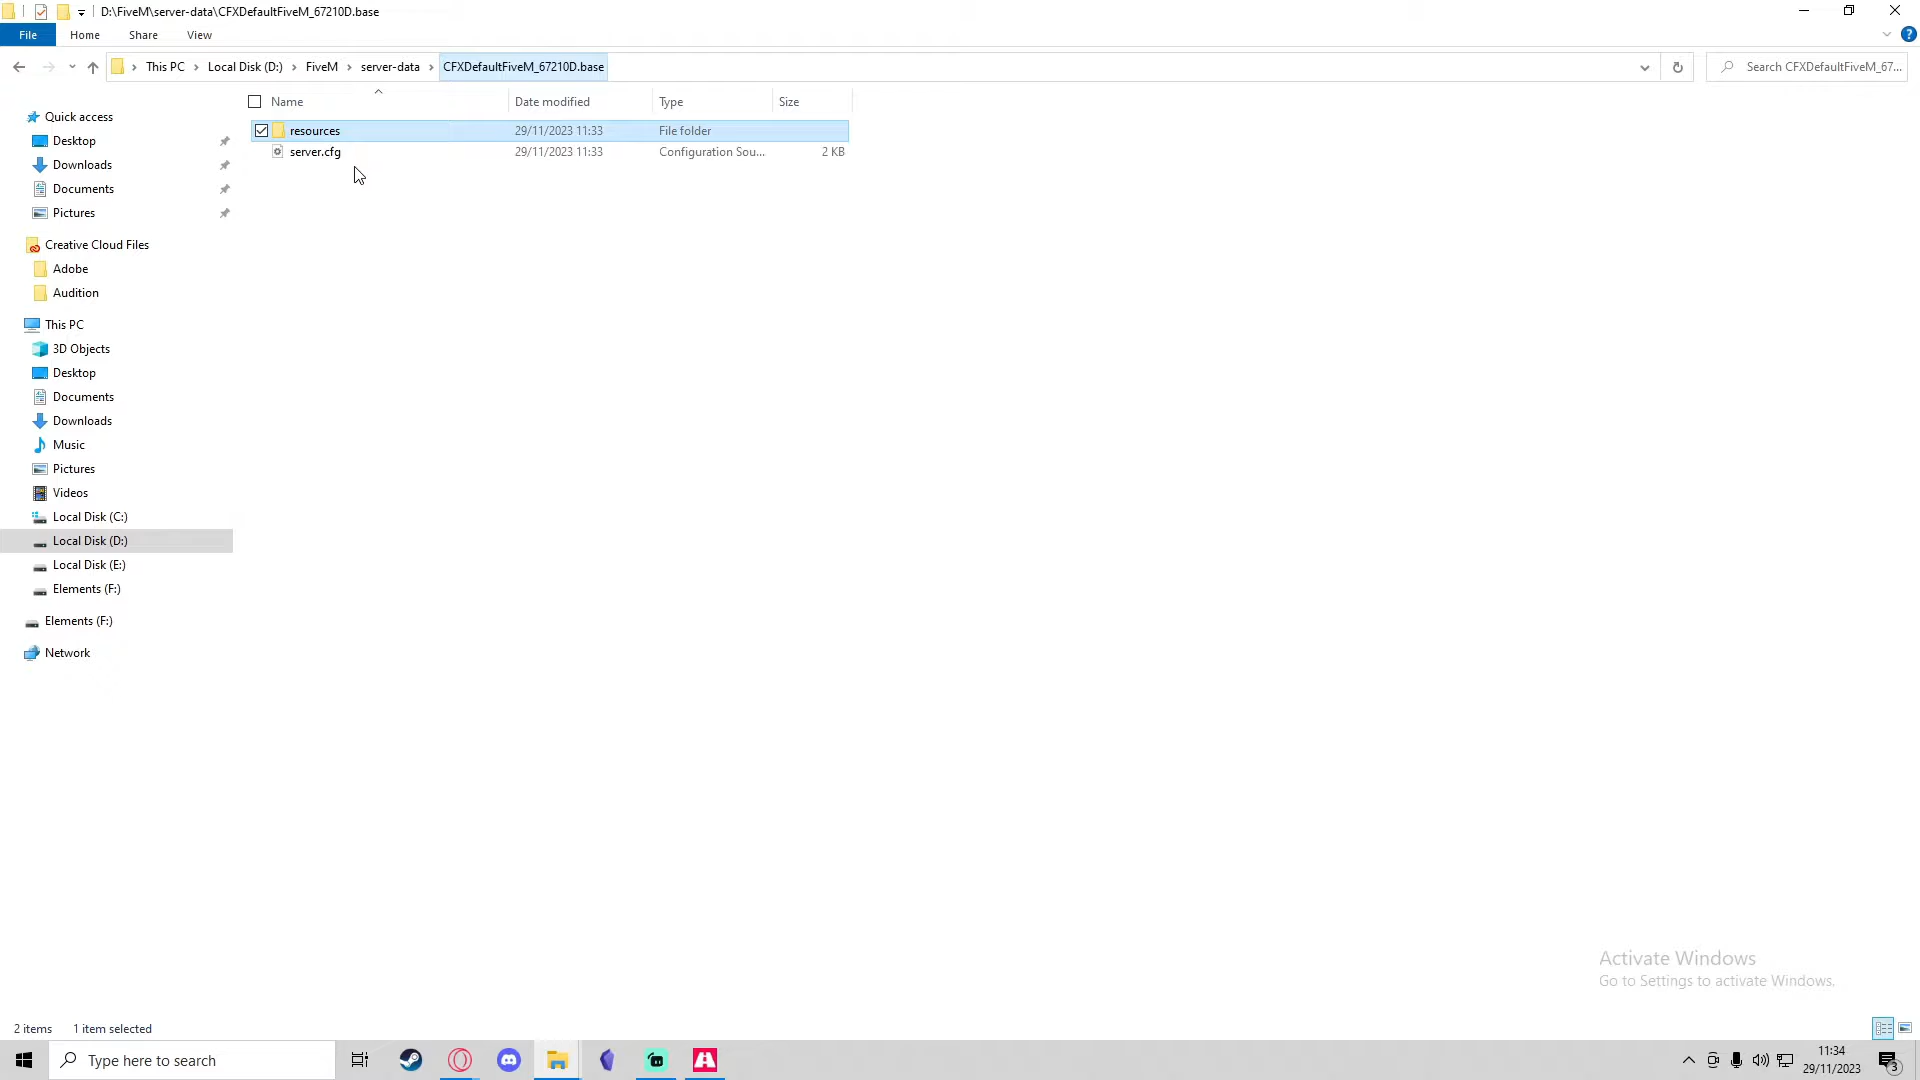 D:\FiveM\server-data\CFXDefaultFiveM_67210D.base
File Home Share View
This PC Local Disk (D:) FiveM server-data CFXDefaultFiveM_67210D.base
Search CFXDefaultFiveM_67...
Name Date modified Type Size
resources 29/11/2023 11:33 File folder
server.cfg 29/11/2023 11:33 Configuration Sou... 2 KB
Quick access
Desktop
Downloads
Documents
Pictures
Creative Cloud Files
Adobe
Audition
This PC
3D Objects
Desktop
Documents
Downloads
Music
Pictures
Videos
Local Disk (C:)
Local Disk (D:)
Local Disk (E:)
Elements (F:)
Elements (F:)
Network
Activate Windows
Go to Settings to activate Windows.
2 items 1 item selected
Type here to search
11:34
29/11/2023
3